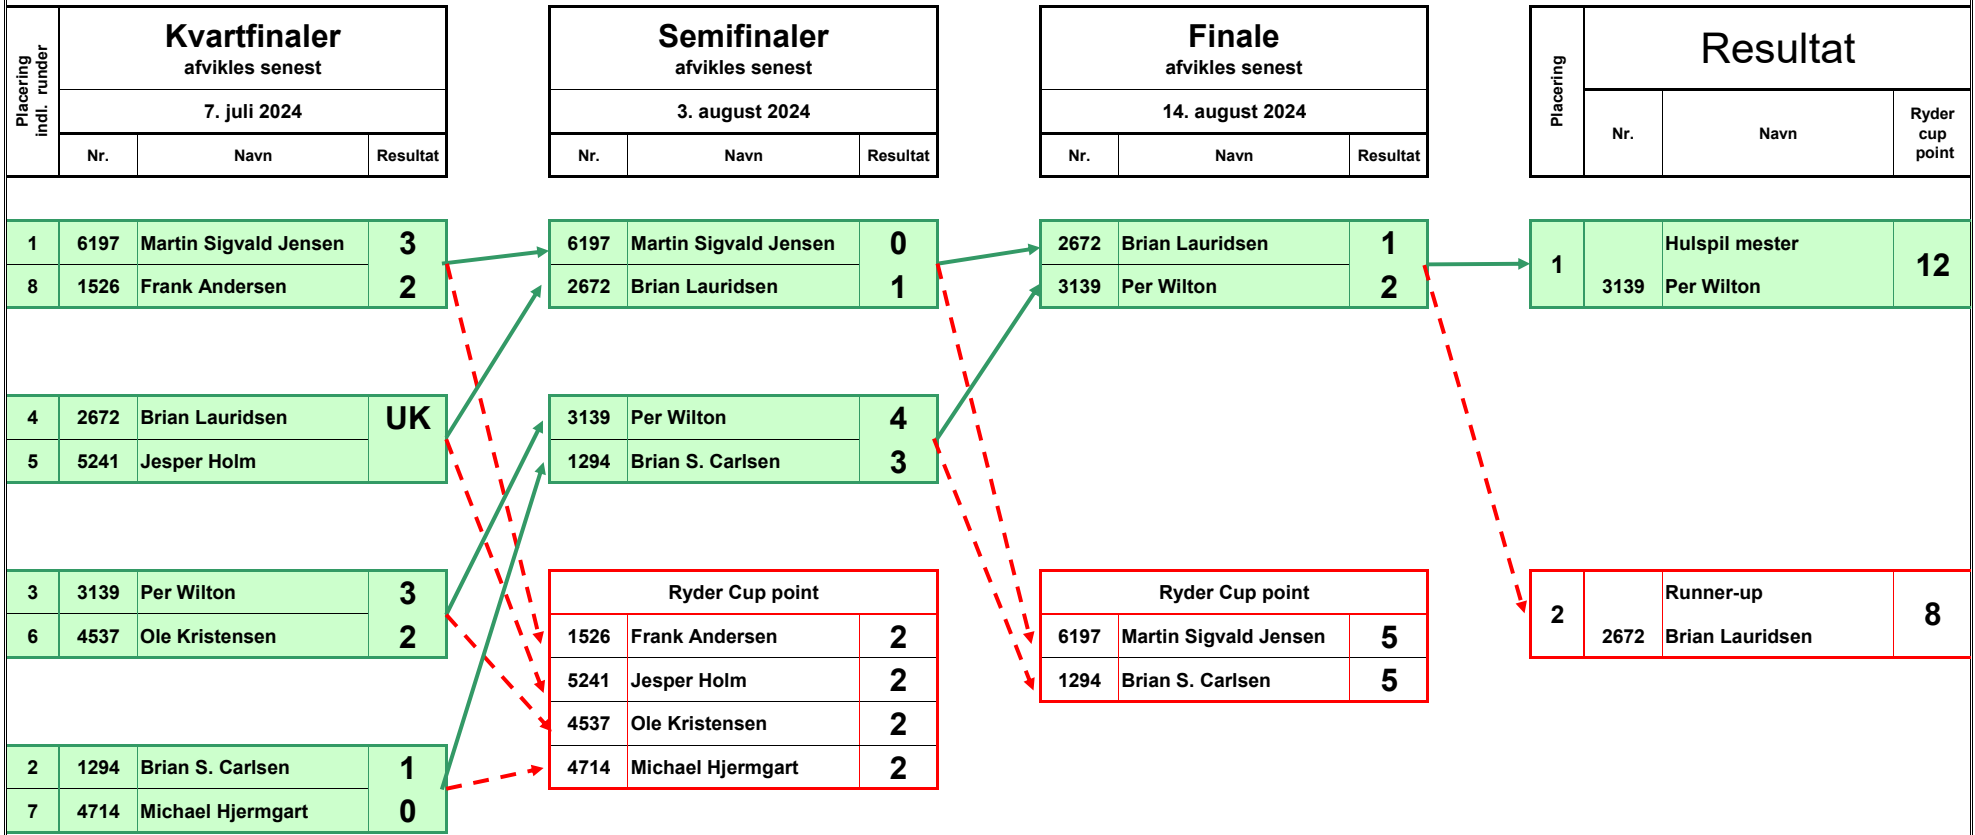 Placering indl. runder
Kvartfinaler
afvikles senest
7. juli 2024
Nr. Navn Resultat
1 6197 Martin Sigvald Jensen 3
8 1526 Frank Andersen 2
4 2672 Brian Lauridsen UK
5 5241 Jesper Holm
3 3139 Per Wilton 3
6 4537 Ole Kristensen 2
2 1294 Brian S. Carlsen 1
7 4714 Michael Hjermgart 0
Semifinaler
afvikles senest
3. august 2024
Nr. Navn Resultat
6197 Martin Sigvald Jensen 0
2672 Brian Lauridsen 1
3139 Per Wilton 4
1294 Brian S. Carlsen 3
Ryder Cup point
1526 Frank Andersen 2
5241 Jesper Holm 2
4537 Ole Kristensen 2
4714 Michael Hjermgart 2
Finale
afvikles senest
14. august 2024
Nr. Navn Resultat
2672 Brian Lauridsen 1
3139 Per Wilton 2
Ryder Cup point
6197 Martin Sigvald Jensen 5
1294 Brian S. Carlsen 5
Placering
Resultat
Nr. Navn Ryder cup point
1 Hulspil mester 12
3139 Per Wilton
2 Runner-up 8
2672 Brian Lauridsen